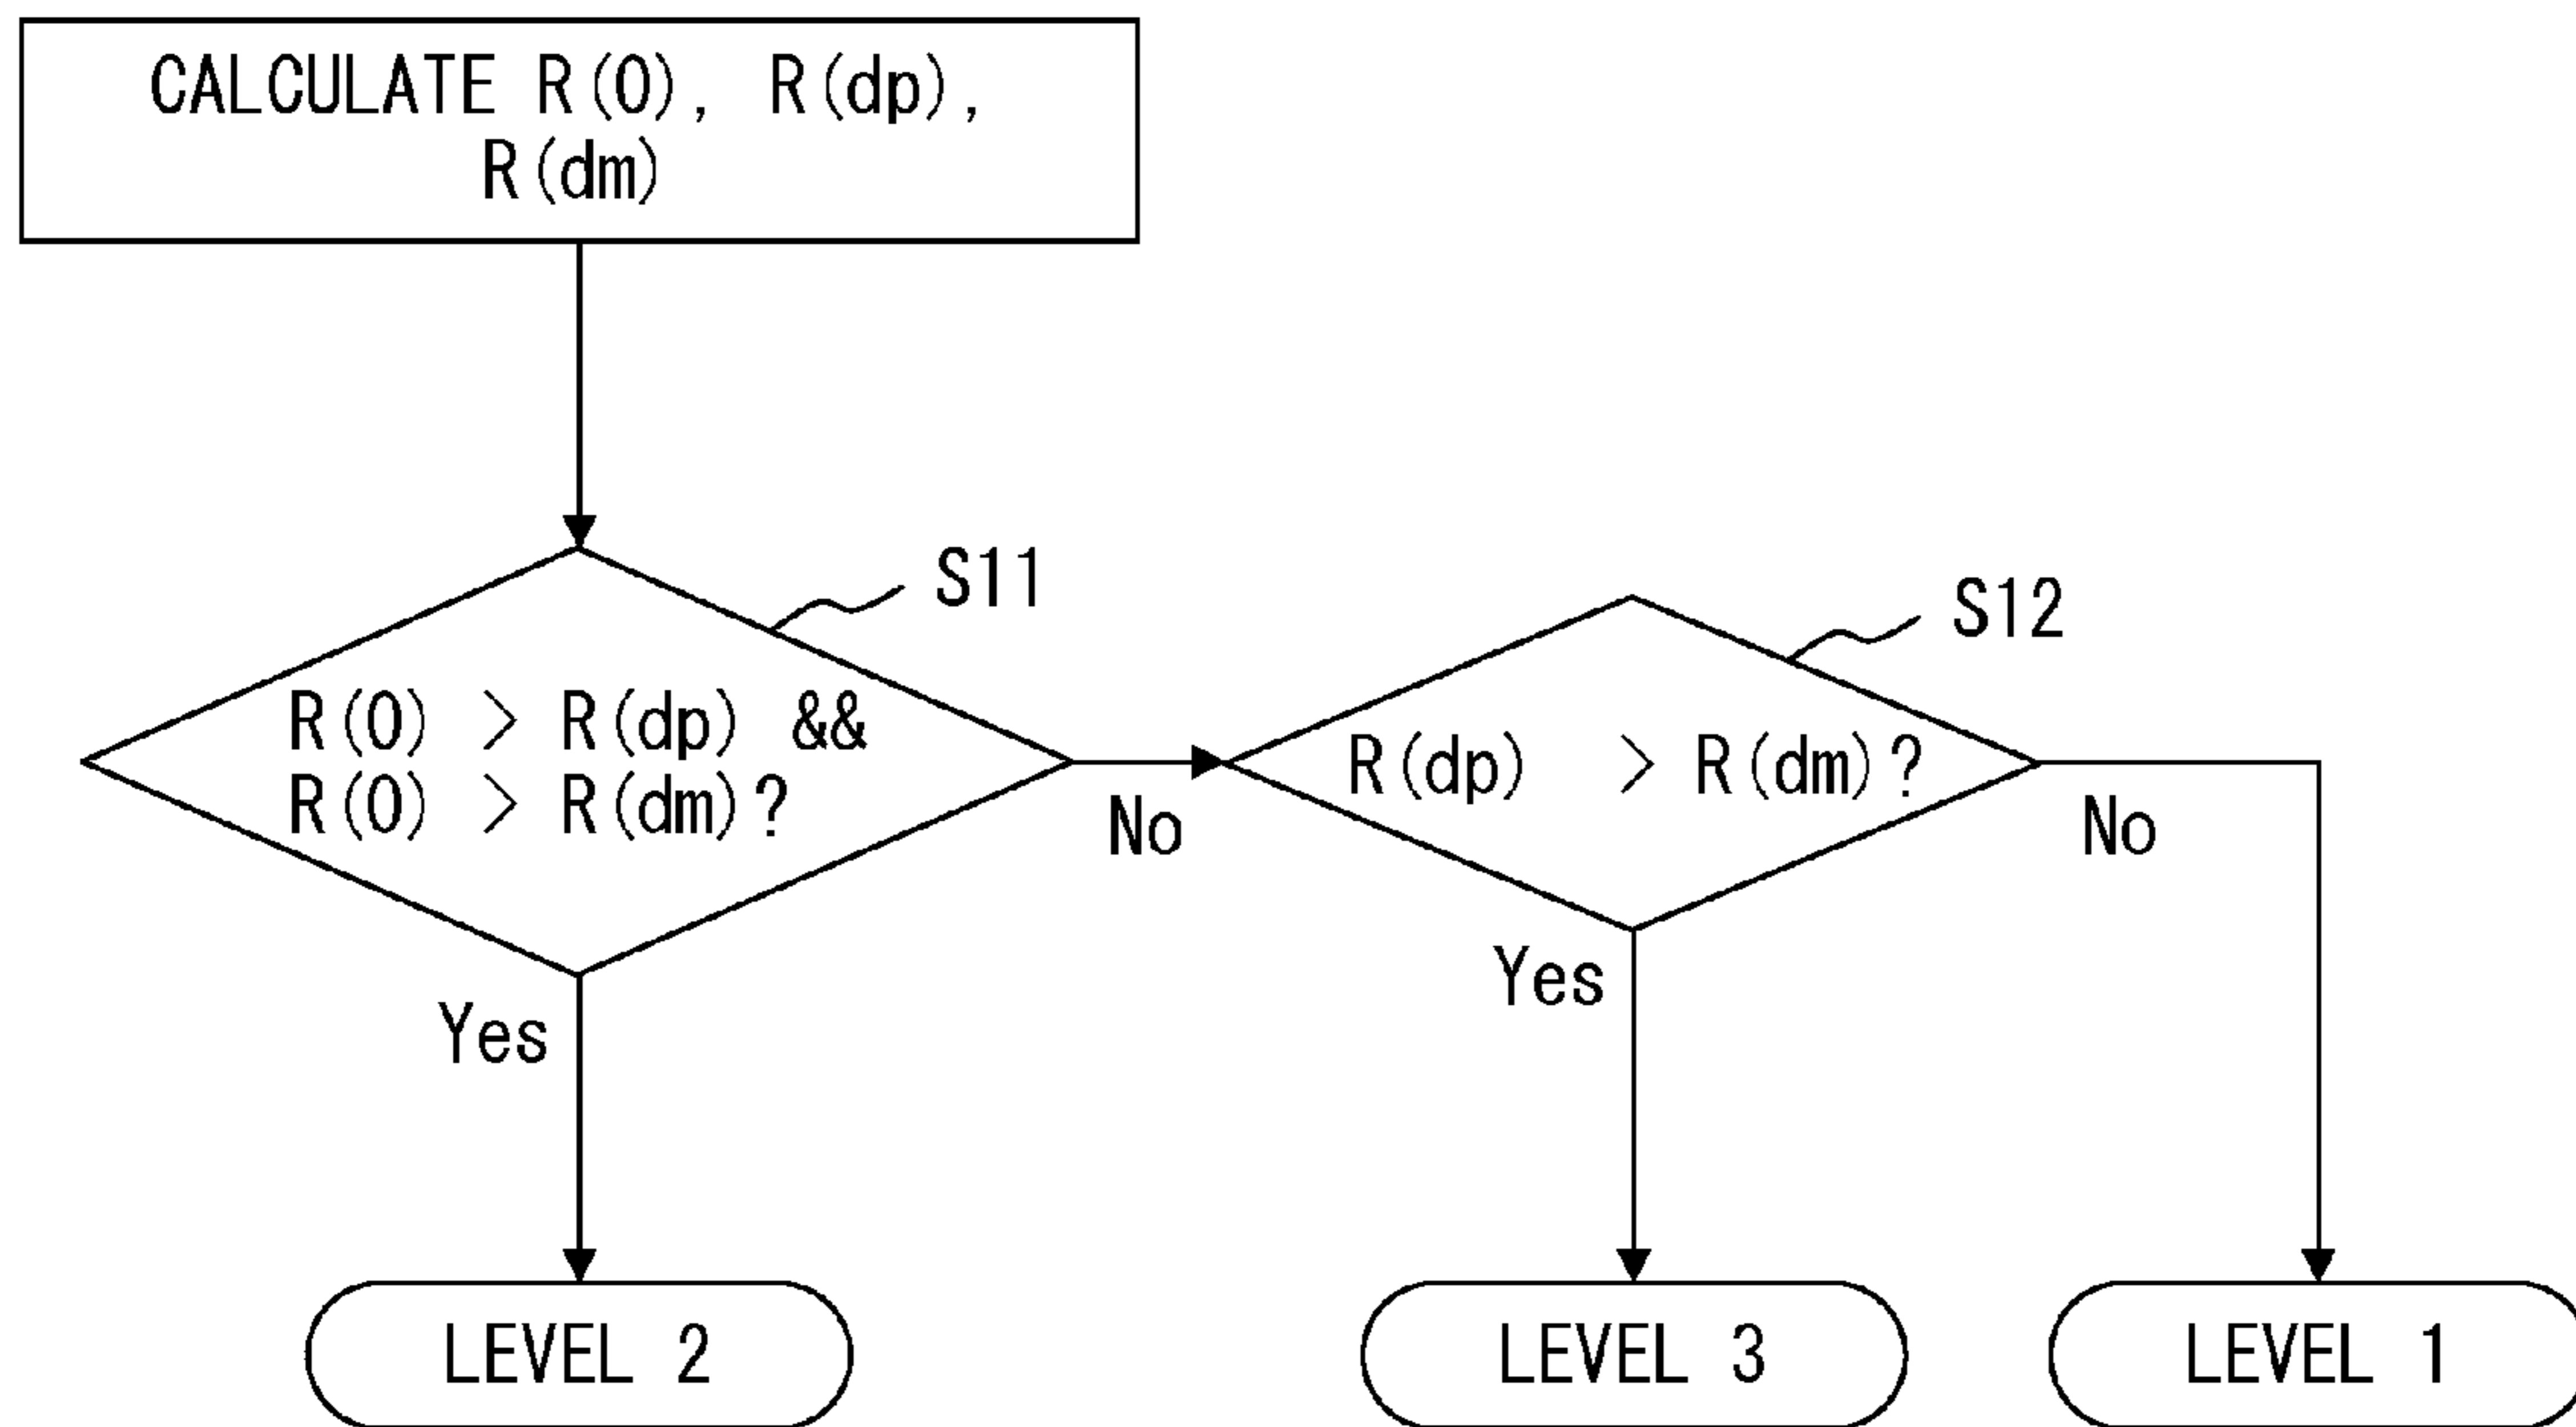 CALCULATE R(0), R(dp),
R(dm)
S11
R(0) > R(dp) &&
R(0) > R(dm)?
No
Yes
S12
R(dp) > R(dm)?
No
Yes
LEVEL 2
LEVEL 3
LEVEL 1